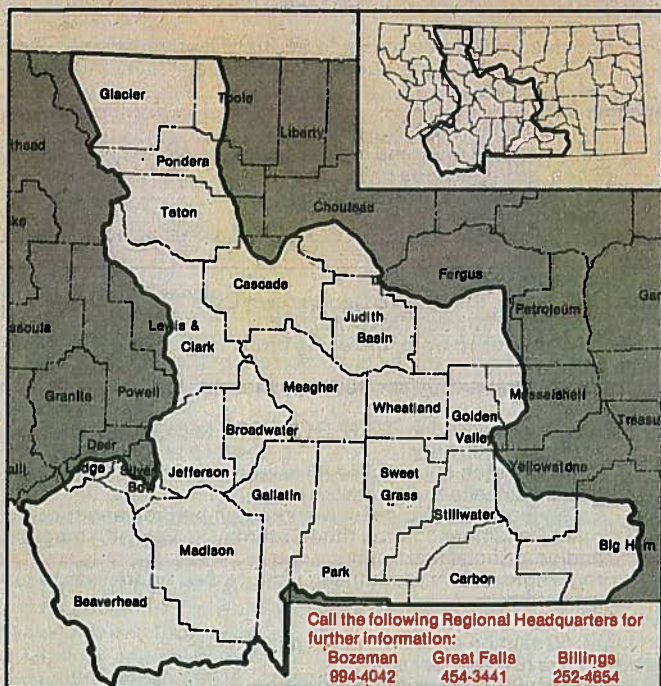 Glacier
Toole
Liberty
Pondera
Teton
Chouteau
Cascade
Fergus
Petroleum
Judith
Basin
Lewis &
Clark
Meagher
Granite
Powell
Wheatland
Golden
Valley
Musselshell
Broadwater
Deer
Lodge
Silver
Bow
Jefferson
Gallatin
Sweet
Grass
Yellowstone
Stillwater
Madison
Park
Carbon
Big Horn
Beaverhead
Call the following Regional Headquarters for
further information:
Bozeman Great Falls Billings
994-4042 454-3441 252-4654